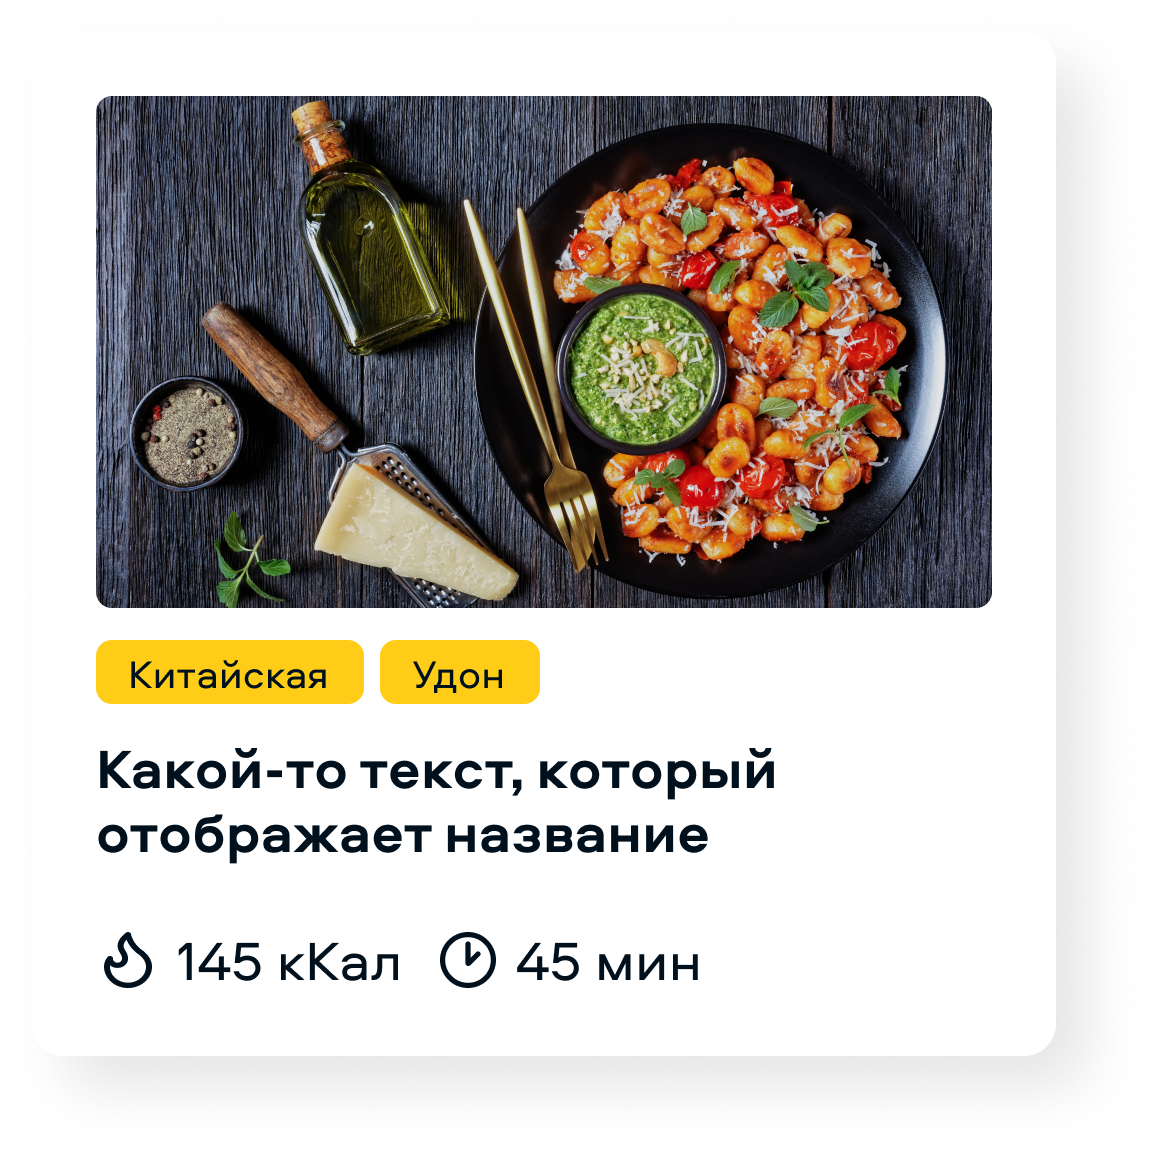 Китайская
Удон
Какой-то текст, который
отображает название
145 кКал
45 мин